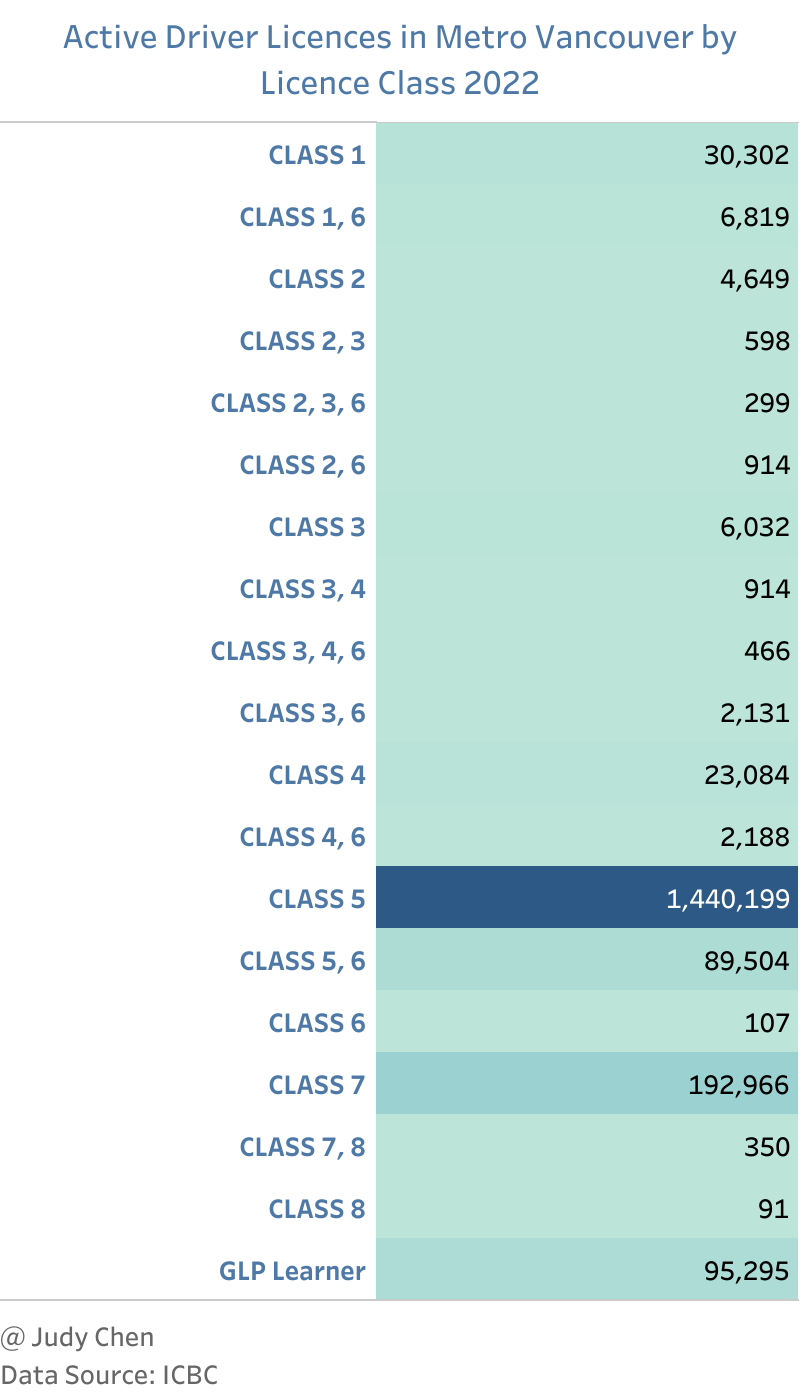 Active Driver Licences in Metro Vancouver by
Licence Class 2022
CLASS 1 30,302
CLASS 1, 6 6,819
CLASS 2 4,649
CLASS 2, 3 598
CLASS 2, 3, 6 299
CLASS 2, 6 914
CLASS 3 6,032
CLASS 3, 4 914
CLASS 3, 4, 6 466
CLASS 3, 6 2,131
CLASS 4 23,084
CLASS 4, 6 2,188
CLASS 5 1,440,199
CLASS 5, 6 89,504
CLASS 6 107
CLASS 7 192,966
CLASS 7, 8 350
CLASS 8 91
GLP Learner 95,295
@ Judy Chen
Data Source: ICBC